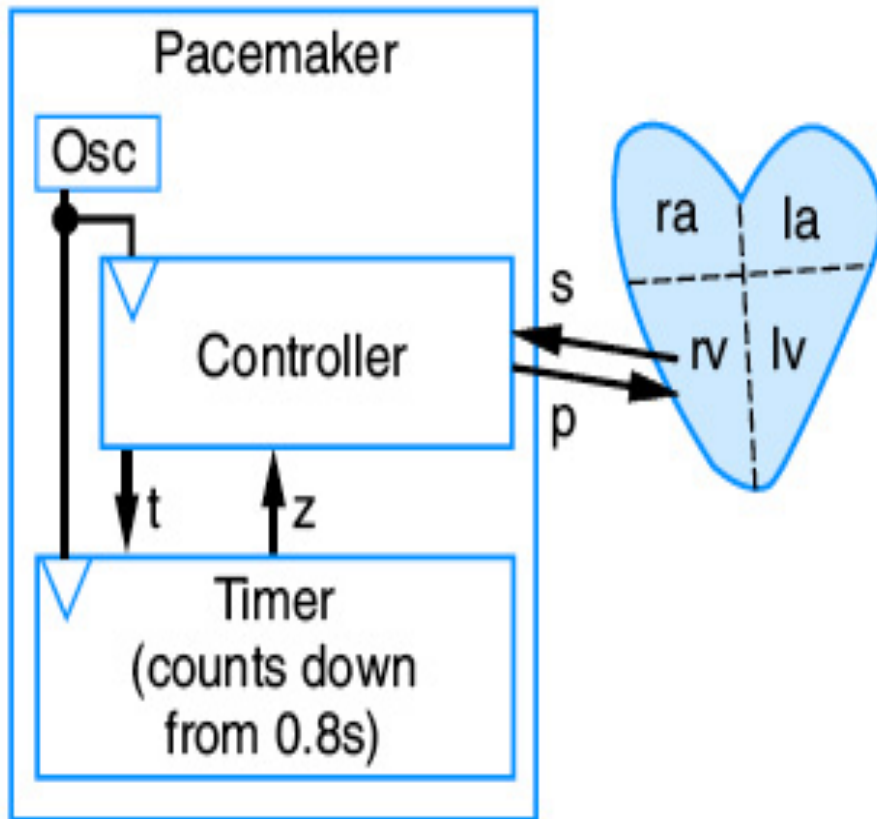 Pacemaker
Osc
ra
la
s
Controller
rv
lv
p
t
z
Timer
(counts down
from 0.8s)